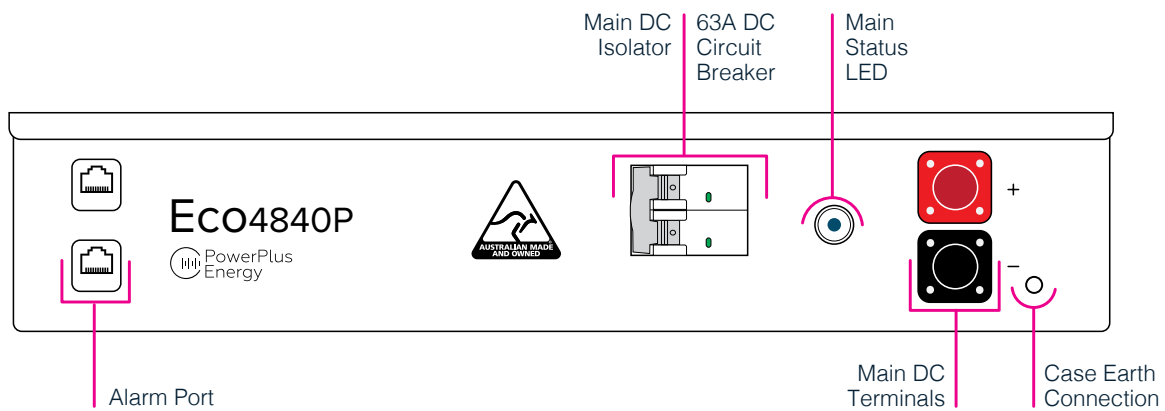 Main DC
Isolator
63A DC
Circuit
Breaker
Main
Status
LED
Eco4840P
PowerPlus
Energy
AUSTRALIAN MADE
AND OWNED
+
−
Alarm Port
Main DC
Terminals
Case Earth
Connection